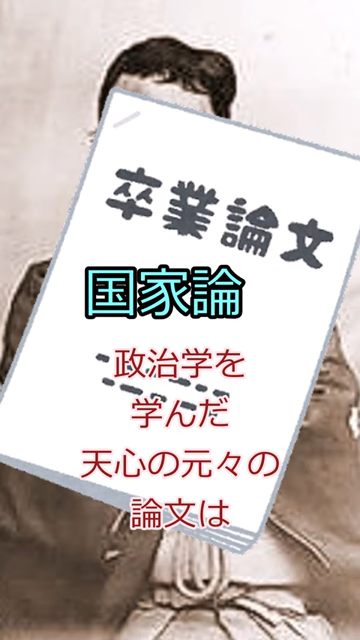 卒業論文
国家論
政治学を
学んだ
天心の元々の
論文は